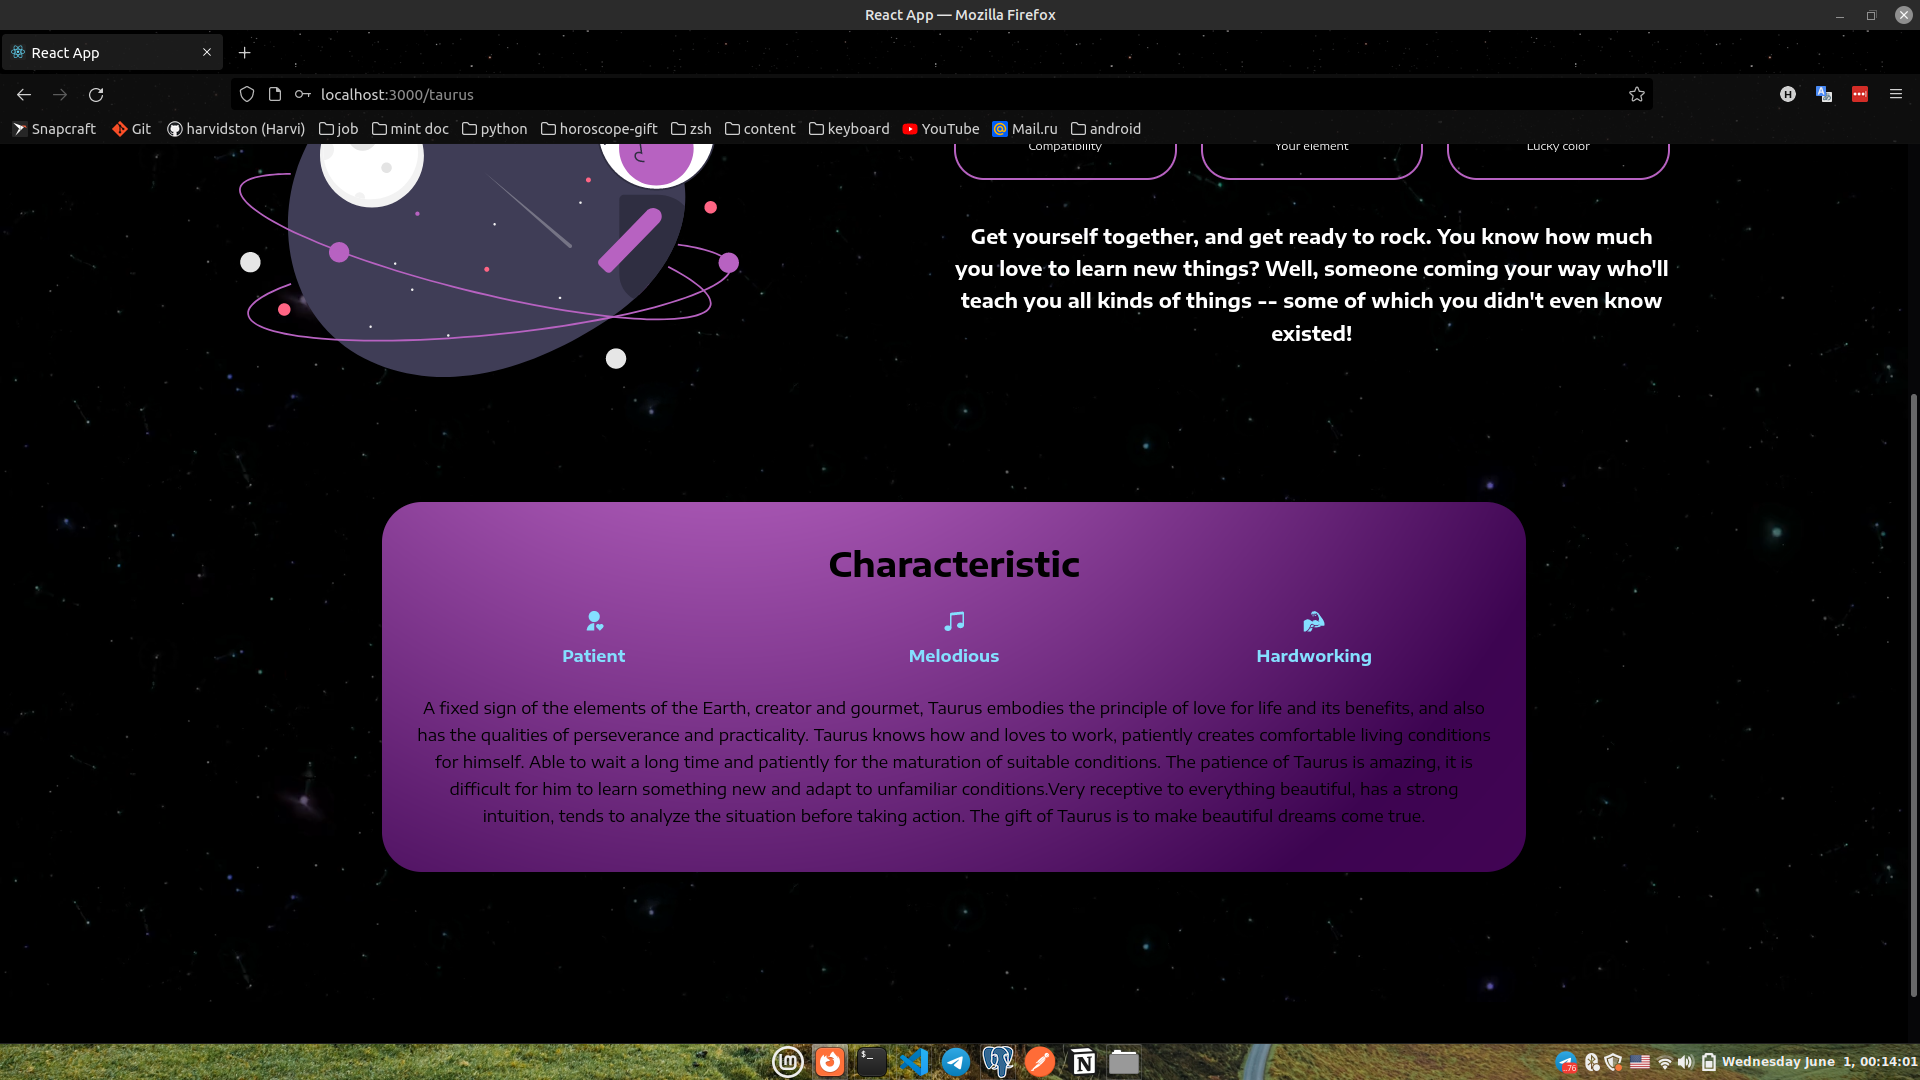 React App — Mozilla Firefox
React App
localhost:3000/taurus
H
Snapcraft Git harvidston (Harvi) job mint doc python horoscope-gift zsh content keyboard YouTube Mail.ru android
Compatibility Your element Lucky color
Get yourself together, and get ready to rock. You know how much
you love to learn new things? Well, someone coming your way who'll
teach you all kinds of things -- some of which you didn't even know
existed!
Characteristic
Patient Melodious Hardworking
A fixed sign of the elements of the Earth, creator and gourmet, Taurus embodies the principle of love for life and its benefits, and also
has the qualities of perseverance and practicality. Taurus knows how and loves to work, patiently creates comfortable living conditions
for himself. Able to wait a long time and patiently for the maturation of suitable conditions. The patience of Taurus is amazing, it is
difficult for him to learn something new and adapt to unfamiliar conditions.Very receptive to everything beautiful, has a strong
intuition, tends to analyze the situation before taking action. The gift of Taurus is to make beautiful dreams come true.
Wednesday June 1, 00:14:01